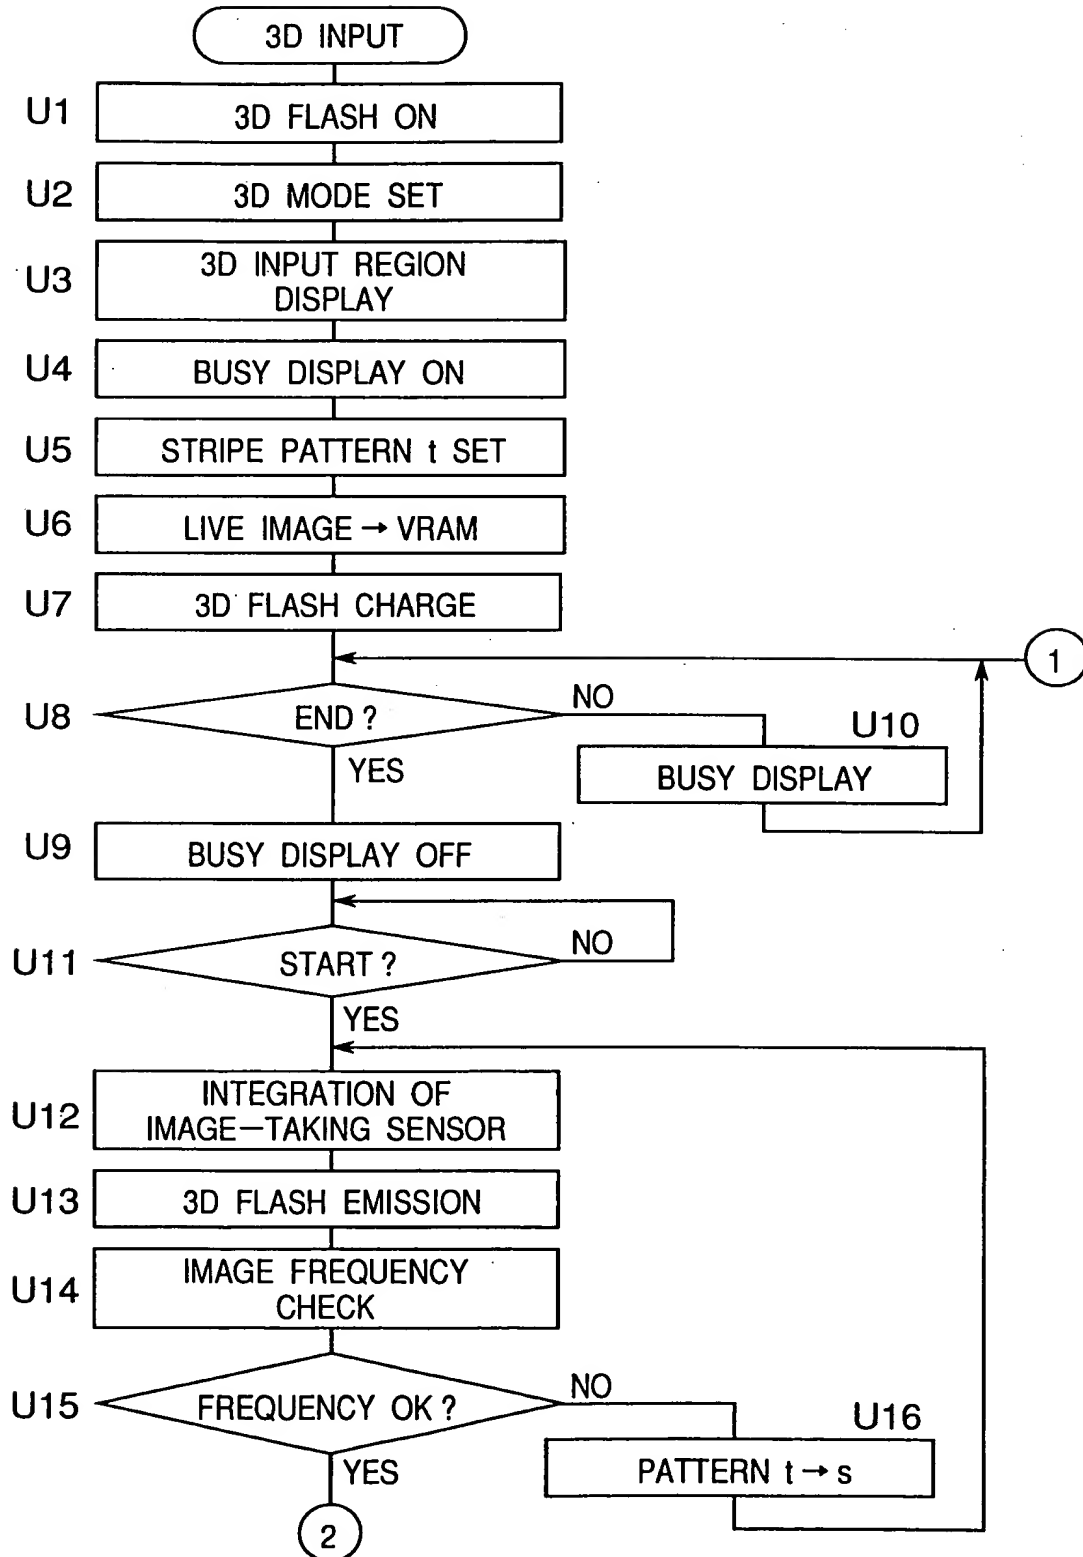 3D INPUT
U1
3D FLASH ON
U2
3D MODE SET
U3
3D INPUT REGION
DISPLAY
U4
BUSY DISPLAY ON
U5
STRIPE PATTERN t SET
U6
LIVE IMAGE → VRAM
U7
3D FLASH CHARGE
1
U8
END ?
NO
YES
U10
BUSY DISPLAY
U9
BUSY DISPLAY OFF
U11
START ?
NO
YES
U12
INTEGRATION OF
IMAGE—TAKING SENSOR
U13
3D FLASH EMISSION
U14
IMAGE FREQUENCY
CHECK
U15
FREQUENCY OK ?
NO
YES
U16
PATTERN t → s
2